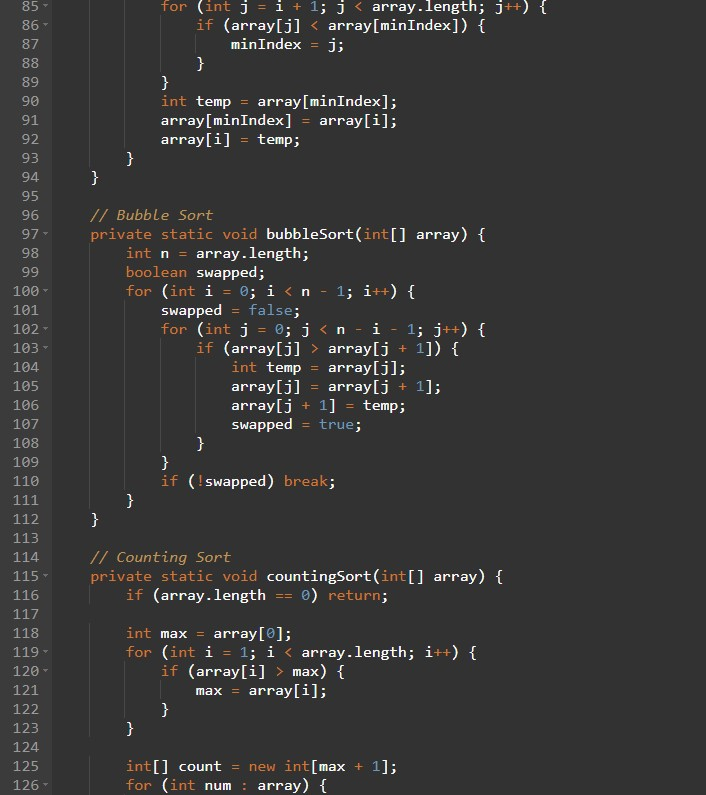 85 for (int j = i + 1; j < array.length; j++) {
86 if (array[j] < array[minIndex]) {
87 minIndex = j;
88 }
89 }
90 int temp = array[minIndex];
91 array[minIndex] = array[i];
92 array[i] = temp;
93 }
94 }
95
96 // Bubble Sort
97 private static void bubbleSort(int[] array) {
98 int n = array.length;
99 boolean swapped;
100 for (int i = 0; i < n - 1; i++) {
101 swapped = false;
102 for (int j = 0; j < n - i - 1; j++) {
103 if (array[j] > array[j + 1]) {
104 int temp = array[j];
105 array[j] = array[j + 1];
106 array[j + 1] = temp;
107 swapped = true;
108 }
109 }
110 if (!swapped) break;
111 }
112 }
113
114 // Counting Sort
115 private static void countingSort(int[] array) {
116 if (array.length == 0) return;
117
118 int max = array[0];
119 for (int i = 1; i < array.length; i++) {
120 if (array[i] > max) {
121 max = array[i];
122 }
123 }
124
125 int[] count = new int[max + 1];
126 for (int num : array) {